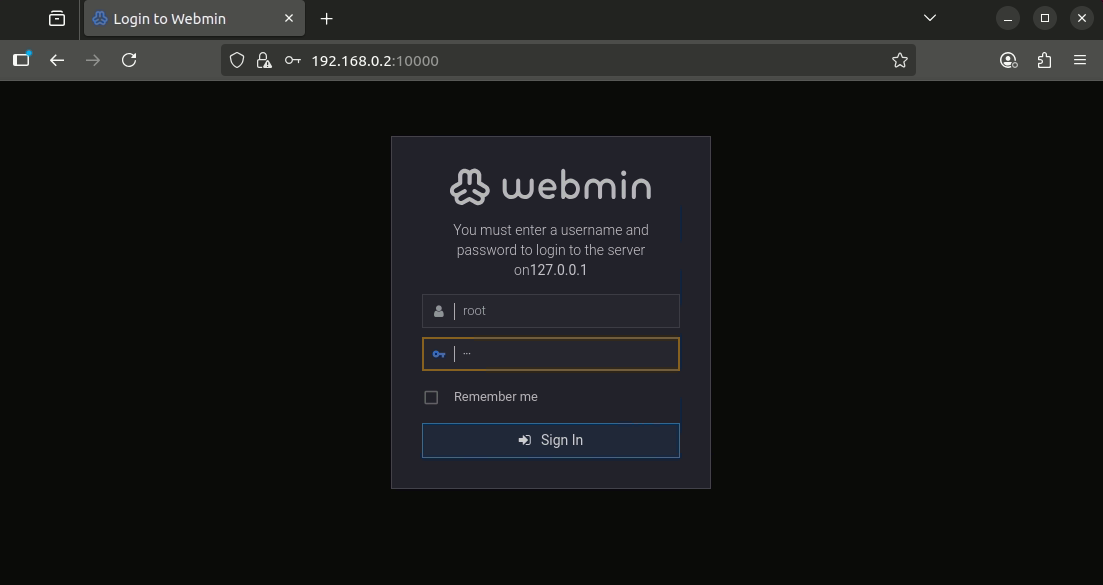 Login to Webmin
192.168.0.2:10000
webmin
You must enter a username and
password to login to the server
on127.0.0.1
root
···
Remember me
Sign In